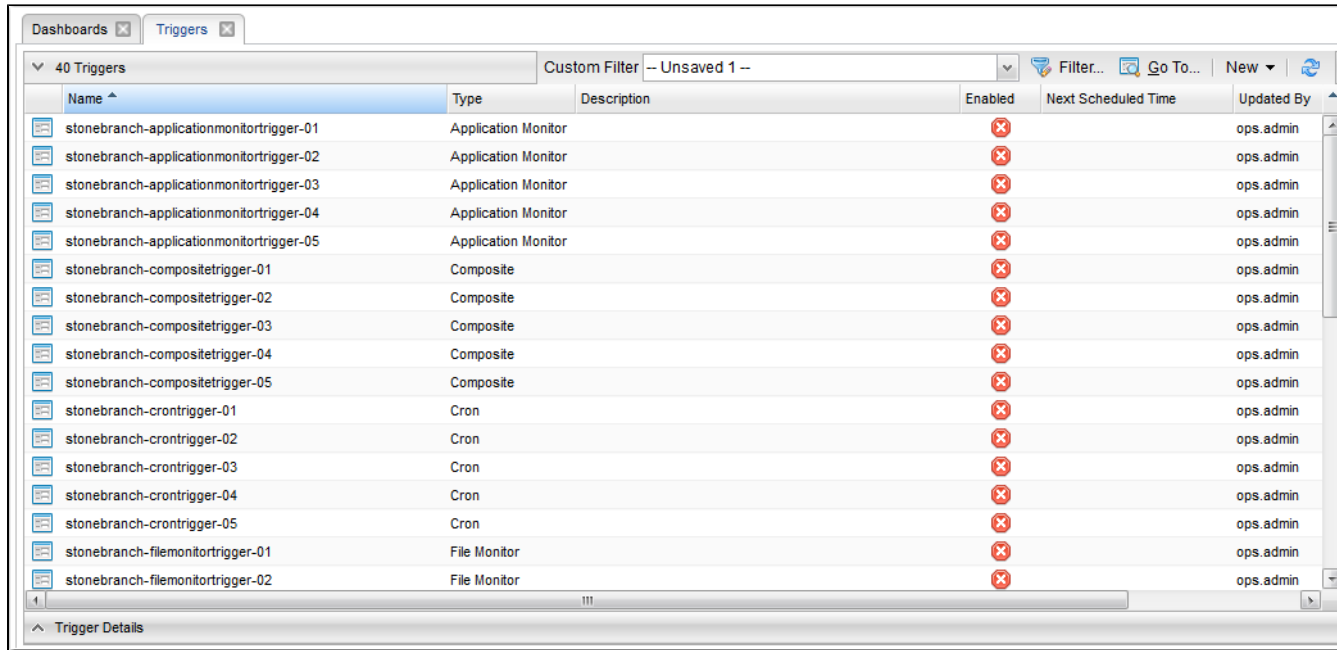 Dashboards Triggers
40 Triggers Custom Filter -- Unsaved 1 -- Filter... Go To... New
Name Type Description Enabled Next Scheduled Time Updated By
stonebranch-applicationmonitortrigger-01 Application Monitor ops.admin
stonebranch-applicationmonitortrigger-02 Application Monitor ops.admin
stonebranch-applicationmonitortrigger-03 Application Monitor ops.admin
stonebranch-applicationmonitortrigger-04 Application Monitor ops.admin
stonebranch-applicationmonitortrigger-05 Application Monitor ops.admin
stonebranch-compositetrigger-01 Composite ops.admin
stonebranch-compositetrigger-02 Composite ops.admin
stonebranch-compositetrigger-03 Composite ops.admin
stonebranch-compositetrigger-04 Composite ops.admin
stonebranch-compositetrigger-05 Composite ops.admin
stonebranch-crontrigger-01 Cron ops.admin
stonebranch-crontrigger-02 Cron ops.admin
stonebranch-crontrigger-03 Cron ops.admin
stonebranch-crontrigger-04 Cron ops.admin
stonebranch-crontrigger-05 Cron ops.admin
stonebranch-filemonitortrigger-01 File Monitor ops.admin
stonebranch-filemonitortrigger-02 File Monitor ops.admin
Trigger Details